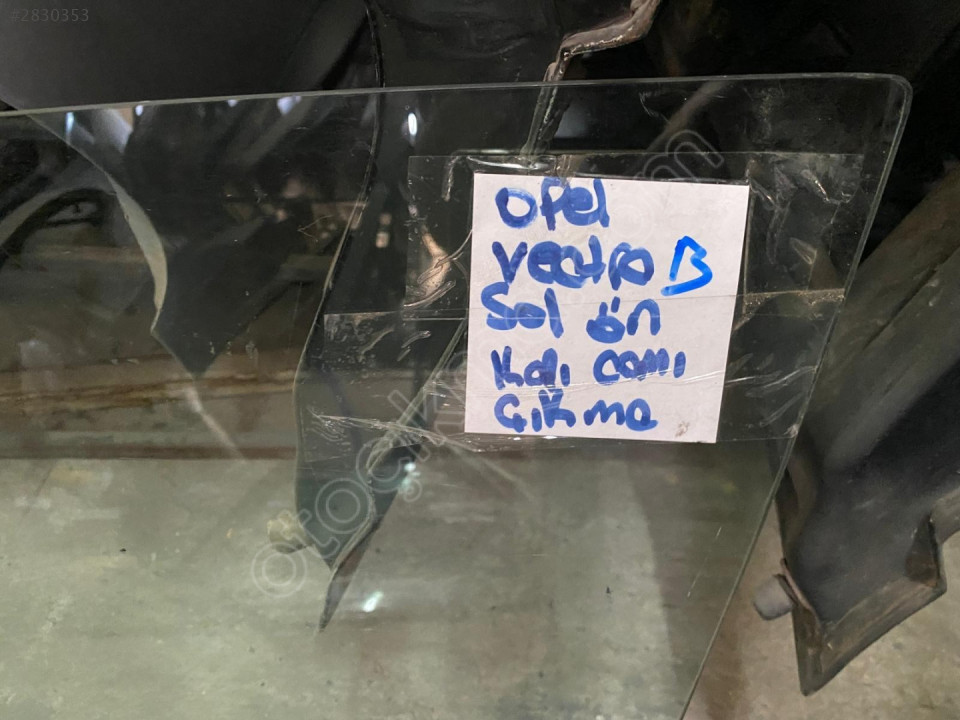 #2830353
Opel
Vectra B
Sol ön
Kapı camı
Çıkma